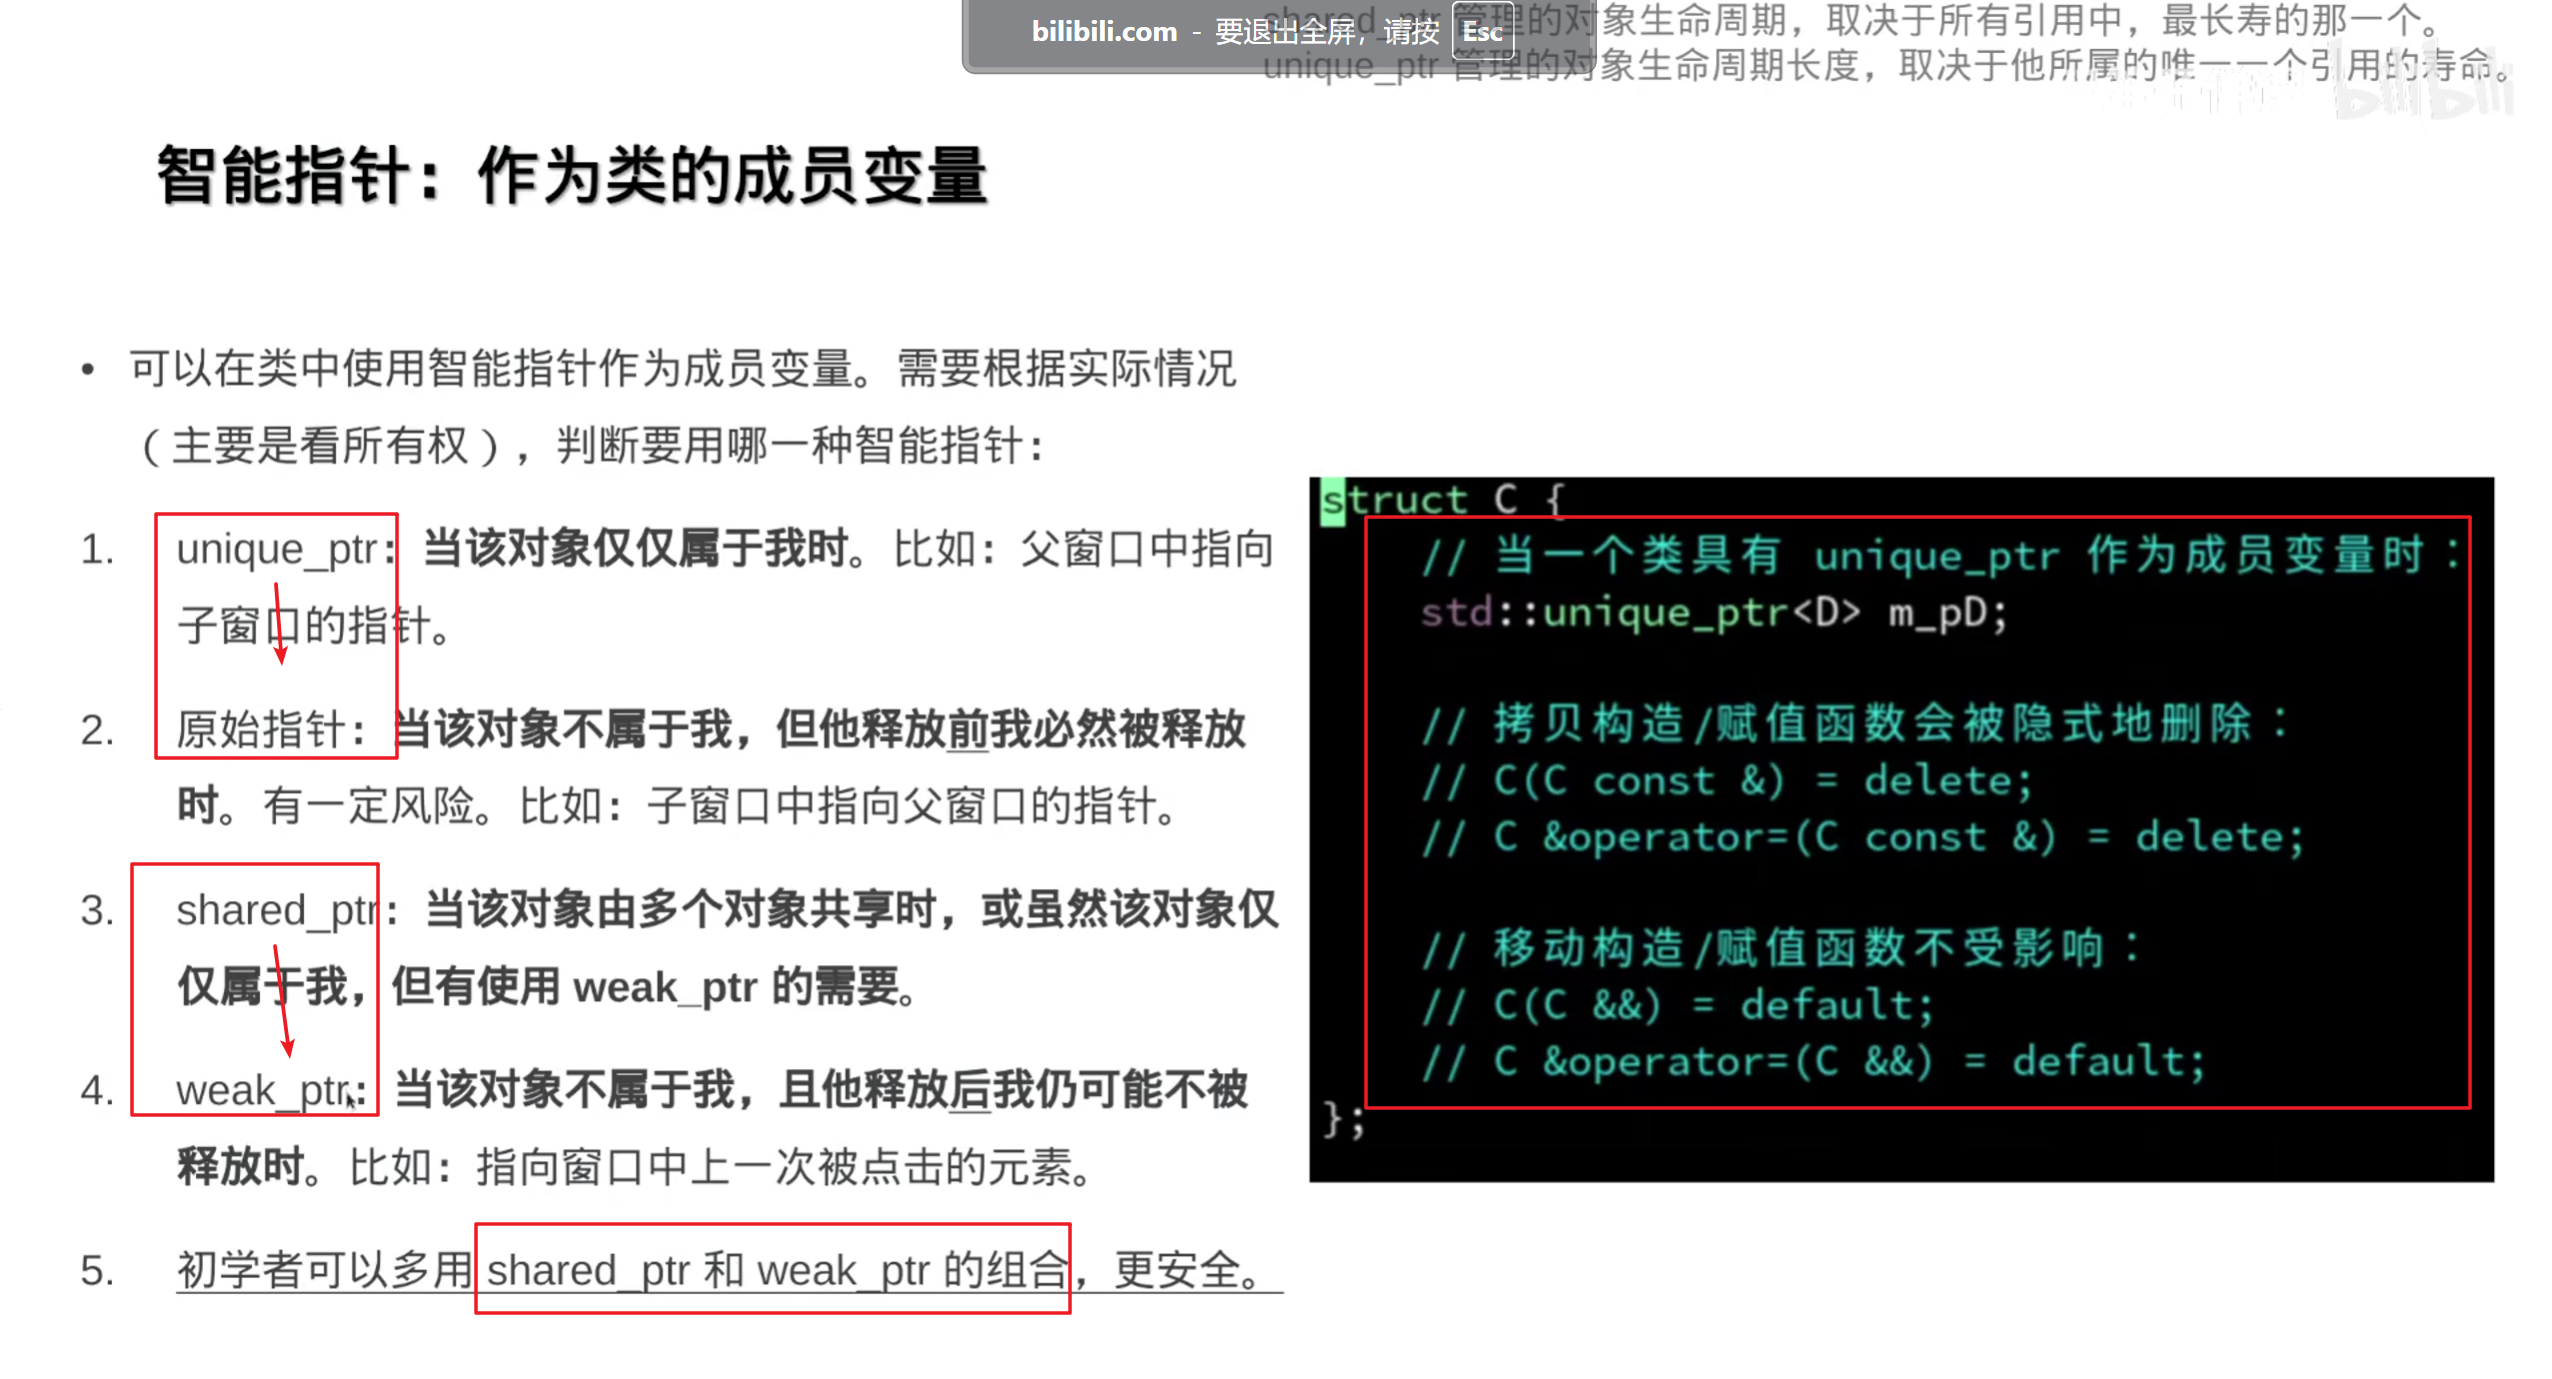 shared_ptr 管理的对象生命周期，取决于所有引用中，最长寿的那一个。
bilibili.com - 要退出全屏，请按 Esc
unique_ptr 管理的对象生命周期长度，取决于他所属的唯一一个引用的寿命。
bilibili
智能指针：作为类的成员变量
• 可以在类中使用智能指针作为成员变量。需要根据实际情况
（主要是看所有权），判断要用哪一种智能指针：
1. unique_ptr：当该对象仅仅属于我时。比如：父窗口中指向
子窗口的指针。
2. 原始指针：当该对象不属于我，但他释放前我必然被释放
时。有一定风险。比如：子窗口中指向父窗口的指针。
3. shared_ptr：当该对象由多个对象共享时，或虽然该对象仅
仅属于我，但有使用 weak_ptr 的需要。
4. weak_ptr：当该对象不属于我，且他释放后我仍可能不被
释放时。比如：指向窗口中上一次被点击的元素。
5. 初学者可以多用 shared_ptr 和 weak_ptr 的组合，更安全。
struct C {
// 当一个类具有 unique_ptr 作为成员变量时：
std::unique_ptr<D> m_pD;
// 拷贝构造/赋值函数会被隐式地删除：
// C(C const &) = delete;
// C &operator=(C const &) = delete;
// 移动构造/赋值函数不受影响：
// C(C &&) = default;
// C &operator=(C &&) = default;
};